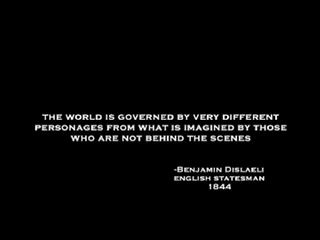 THE WORLD IS GOVERNED BY VERY DIFFERENT
PERSONAGES FROM WHAT IS IMAGINED BY THOSE
WHO ARE NOT BEHIND THE SCENES
-BENJAMIN DISLAELI
ENGLISH STATESMAN
1844